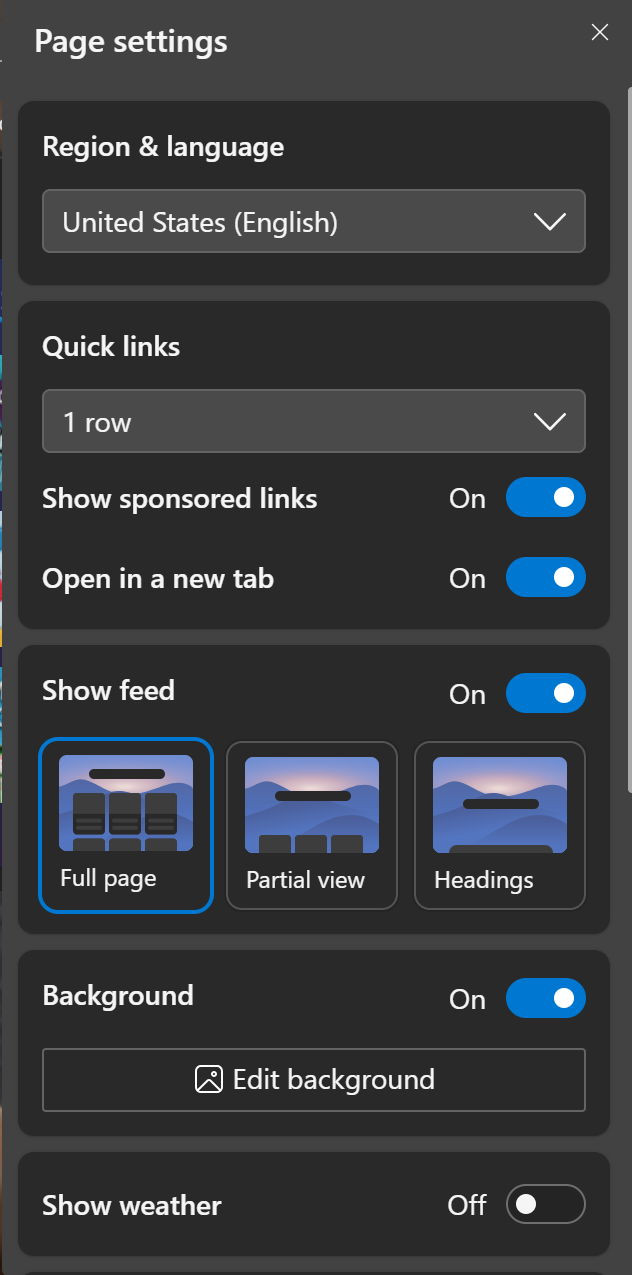 Page settings
Region & language
United States (English)
Quick links
1 row
Show sponsored links On
Open in a new tab On
Show feed On
Full page Partial view Headings
Background On
Edit background
Show weather Off